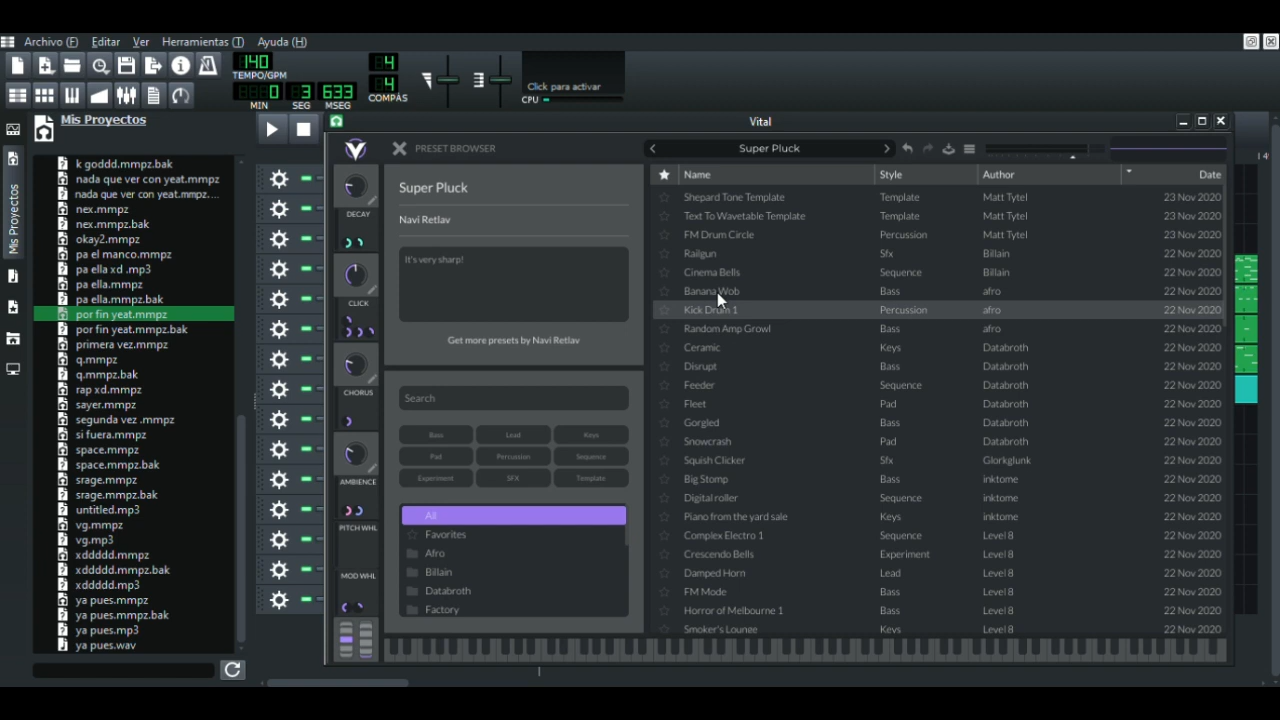 Archivo (F) Editar Ver Herramientas (T) Ayuda (H)
140
TEMPO/GPM
0 3 633
MIN SEG MSEG
4
4
COMPÁS
Click para activar
CPU
Mis Proyectos
Mis Proyectos
k goddd.mmpz.bak
nada que ver con yeat.mmpz
nada que ver con yeat.mmpz....
nex.mmpz
nex.mmpz.bak
okay2.mmpz
pa el manco.mmpz
pa ella xd .mp3
pa ella.mmpz
pa ella.mmpz.bak
por fin yeat.mmpz
por fin yeat.mmpz.bak
primera vez.mmpz
q.mmpz
q.mmpz.bak
rap xd.mmpz
sayer.mmpz
segunda vez .mmpz
si fuera.mmpz
space.mmpz
space.mmpz.bak
srage.mmpz
srage.mmpz.bak
untitled.mp3
vg.mmpz
vg.mp3
xddddd.mmpz
xddddd.mmpz.bak
xddddd.mp3
ya pues.mmpz
ya pues.mmpz.bak
ya pues.mp3
ya pues.wav
Vital
PRESET BROWSER
Super Pluck
DECAY
CLICK
CHORUS
AMBIENCE
PITCH WHL
MOD WHL
Super Pluck
Navi Retlav
It's very sharp!
Get more presets by Navi Retlav
Search
Bass Lead Keys
Pad Percussion Sequence
Experiment SFX Template
All
Favorites
Afro
Billain
Databroth
Factory
Name Style Author Date
Shepard Tone Template Template Matt Tytel 23 Nov 2020
Text To Wavetable Template Template Matt Tytel 23 Nov 2020
FM Drum Circle Percussion Matt Tytel 23 Nov 2020
Railgun Sfx Billain 22 Nov 2020
Cinema Bells Sequence Billain 22 Nov 2020
Banana Wob Bass afro 22 Nov 2020
Kick Drum 1 Percussion afro 22 Nov 2020
Random Amp Growl Bass afro 22 Nov 2020
Ceramic Keys Databroth 22 Nov 2020
Disrupt Bass Databroth 22 Nov 2020
Feeder Sequence Databroth 22 Nov 2020
Fleet Pad Databroth 22 Nov 2020
Gorgled Bass Databroth 22 Nov 2020
Snowcrash Pad Databroth 22 Nov 2020
Squish Clicker Sfx Glorkglunk 22 Nov 2020
Big Stomp Bass inktome 22 Nov 2020
Digital roller Sequence inktome 22 Nov 2020
Piano from the yard sale Keys inktome 22 Nov 2020
Complex Electro 1 Sequence Level 8 22 Nov 2020
Crescendo Bells Experiment Level 8 22 Nov 2020
Damped Horn Lead Level 8 22 Nov 2020
FM Mode Bass Level 8 22 Nov 2020
Horror of Melbourne 1 Bass Level 8 22 Nov 2020
Smoker's Lounge Keys Level 8 22 Nov 2020